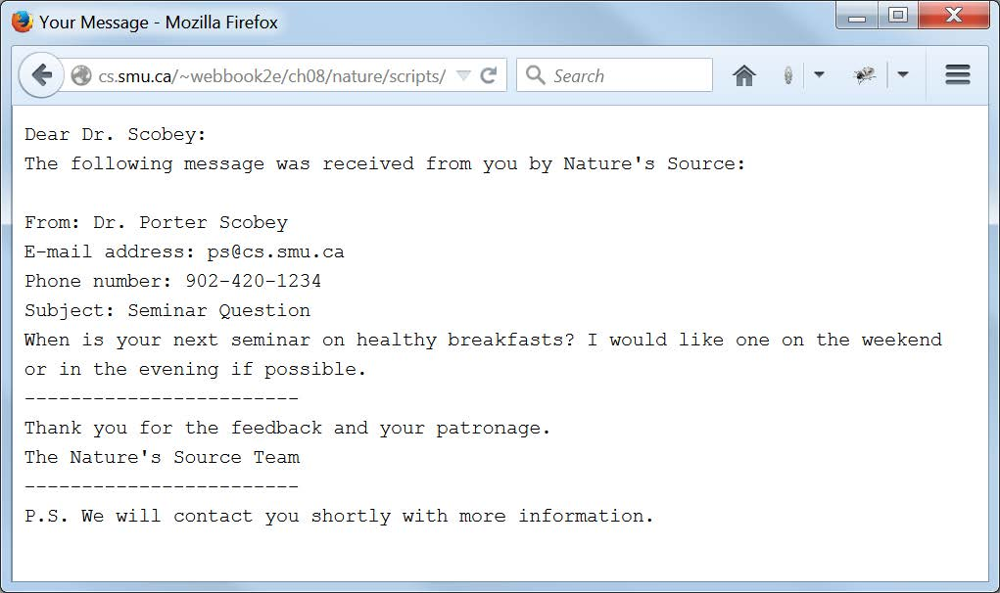 Your Message - Mozilla Firefox
cs.smu.ca/~webbook2e/ch08/nature/scripts/
Search
Dear Dr. Scobey:
The following message was received from you by Nature's Source:
From: Dr. Porter Scobey
E-mail address: ps@cs.smu.ca
Phone number: 902-420-1234
Subject: Seminar Question
When is your next seminar on healthy breakfasts? I would like one on the weekend
or in the evening if possible.
------------------------
Thank you for the feedback and your patronage.
The Nature's Source Team
------------------------
P.S. We will contact you shortly with more information.